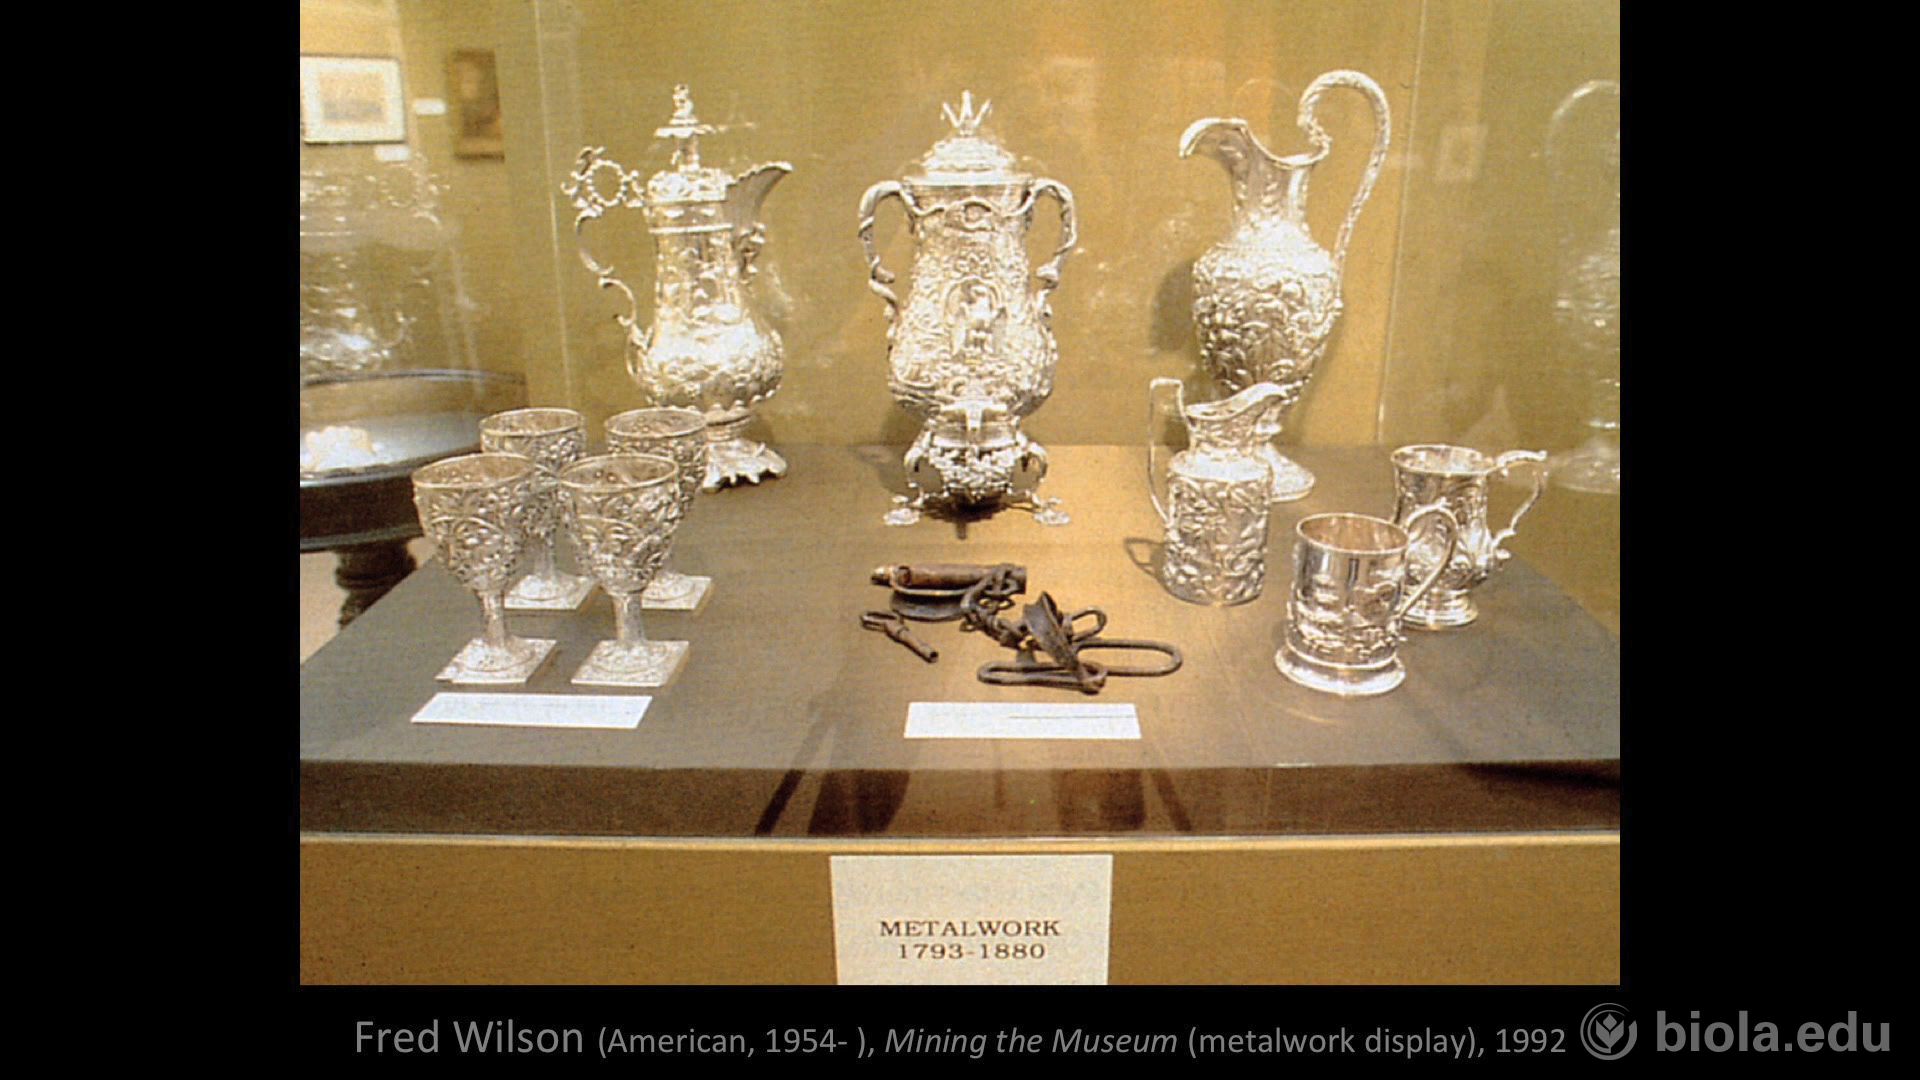 METALWORK
1793-1880
Fred Wilson (American, 1954- ), Mining the Museum (metalwork display), 1992
biola.edu